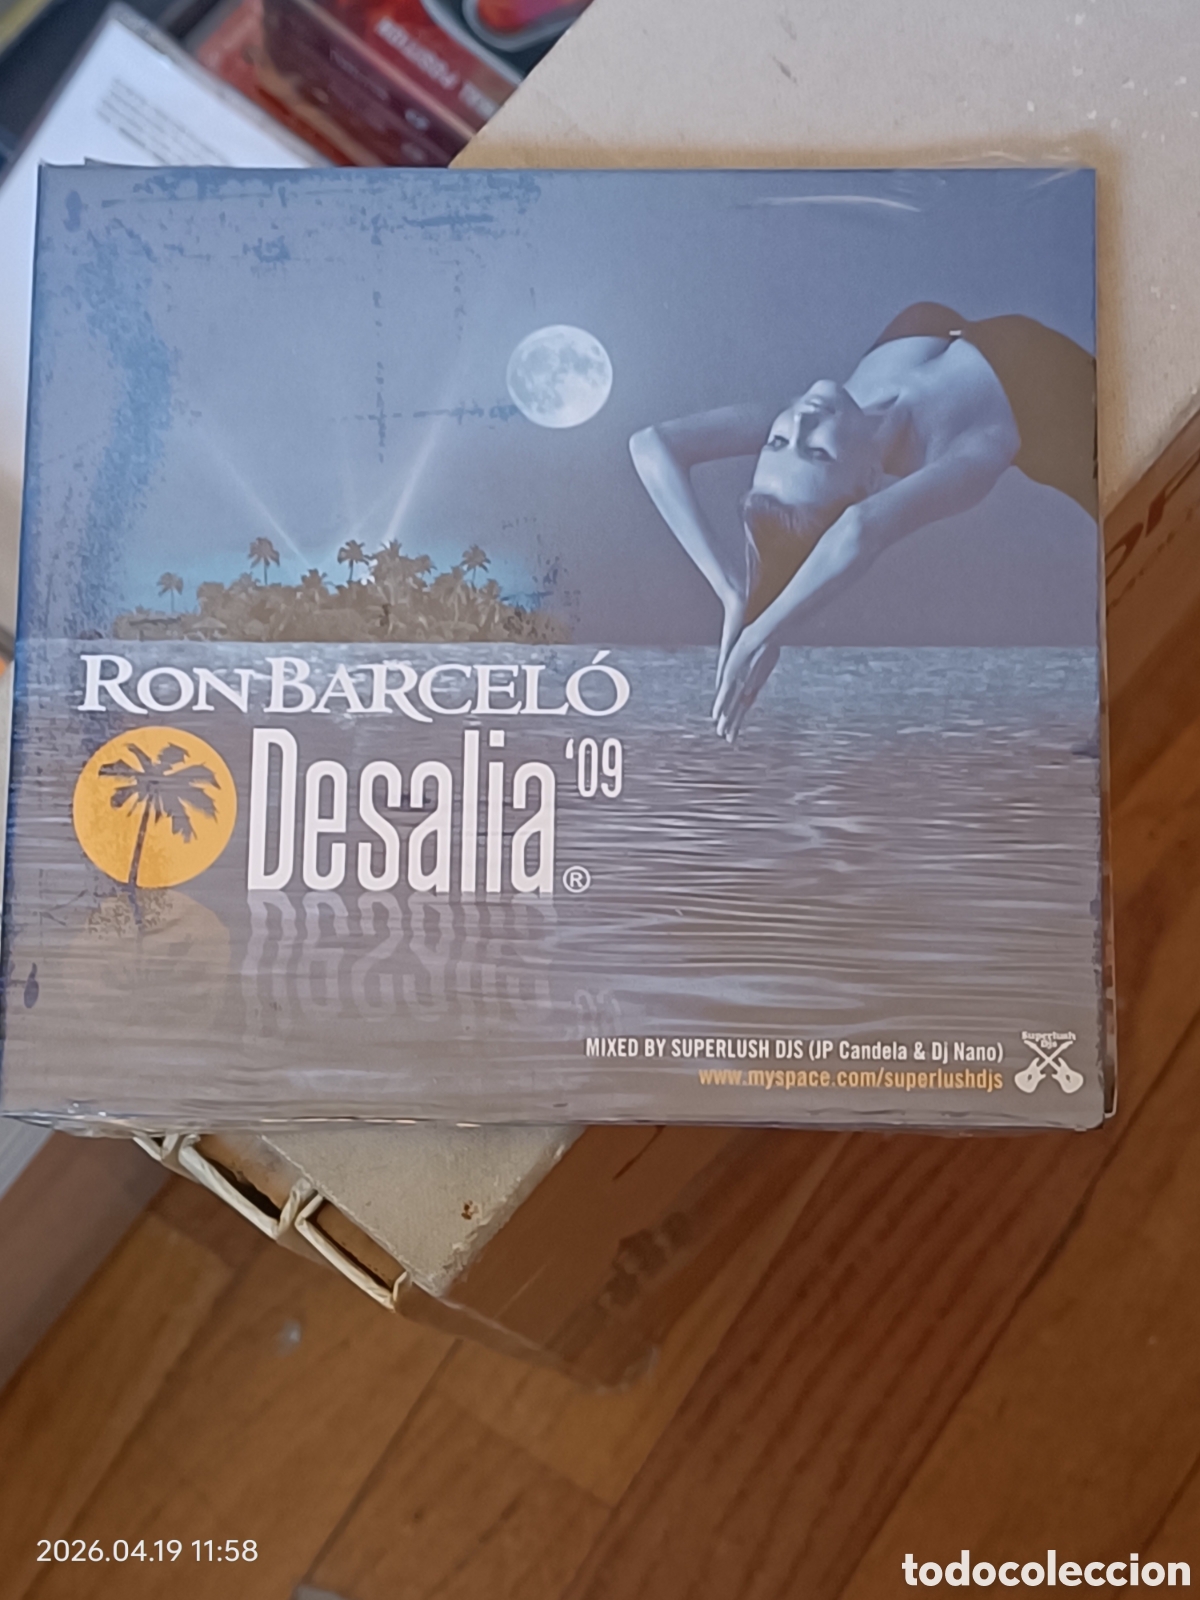 RON BARCELÓ
Desalia '09
®
Superlush
DJs
MIXED BY SUPERLUSH DJS (JP Candela & Dj Nano)
www.myspace.com/superlushdjs
2026.04.19 11:58
todocoleccion